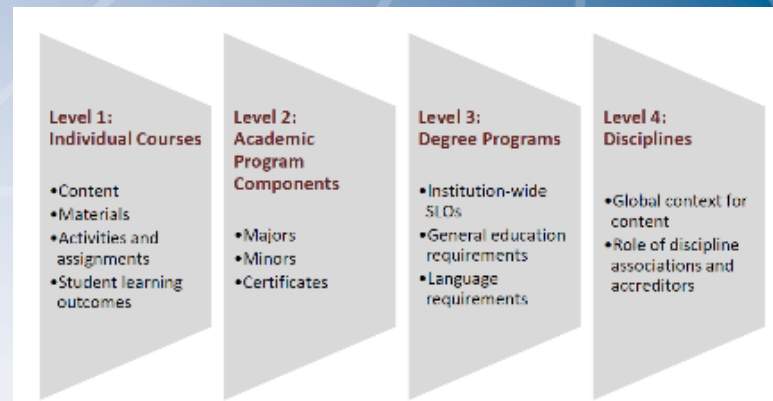 Level 1:
Individual Courses
•Content
•Materials
•Activities and
assignments
•Student learning
outcomes
Level 2:
Academic
Program
Components
•Majors
•Minors
•Certificates
Level 3:
Degree Programs
•Institution-wide
SLOs
•General education
requirements
•Language
requirements
Level 4:
Disciplines
•Global context for
content
•Role of discipline
associations and
accreditors